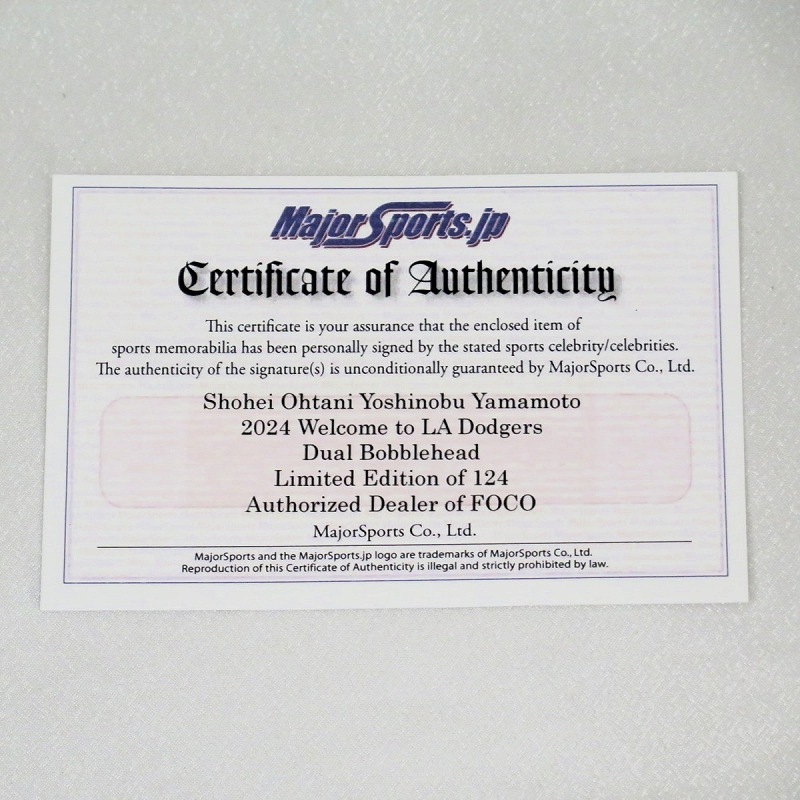 MajorSports.jp
Certificate of Authenticity
This certificate is your assurance that the enclosed item of
sports memorabilia has been personally signed by the stated sports celebrity/celebrities.
The authenticity of the signature(s) is unconditionally guaranteed by MajorSports Co., Ltd.
Shohei Ohtani Yoshinobu Yamamoto
2024 Welcome to LA Dodgers
Dual Bobblehead
Limited Edition of 124
Authorized Dealer of FOCO
MajorSports Co., Ltd.
MajorSports and the MajorSports.jp logo are trademarks of MajorSports Co., Ltd.
Reproduction of this Certificate of Authenticity is illegal and strictly prohibited by law.